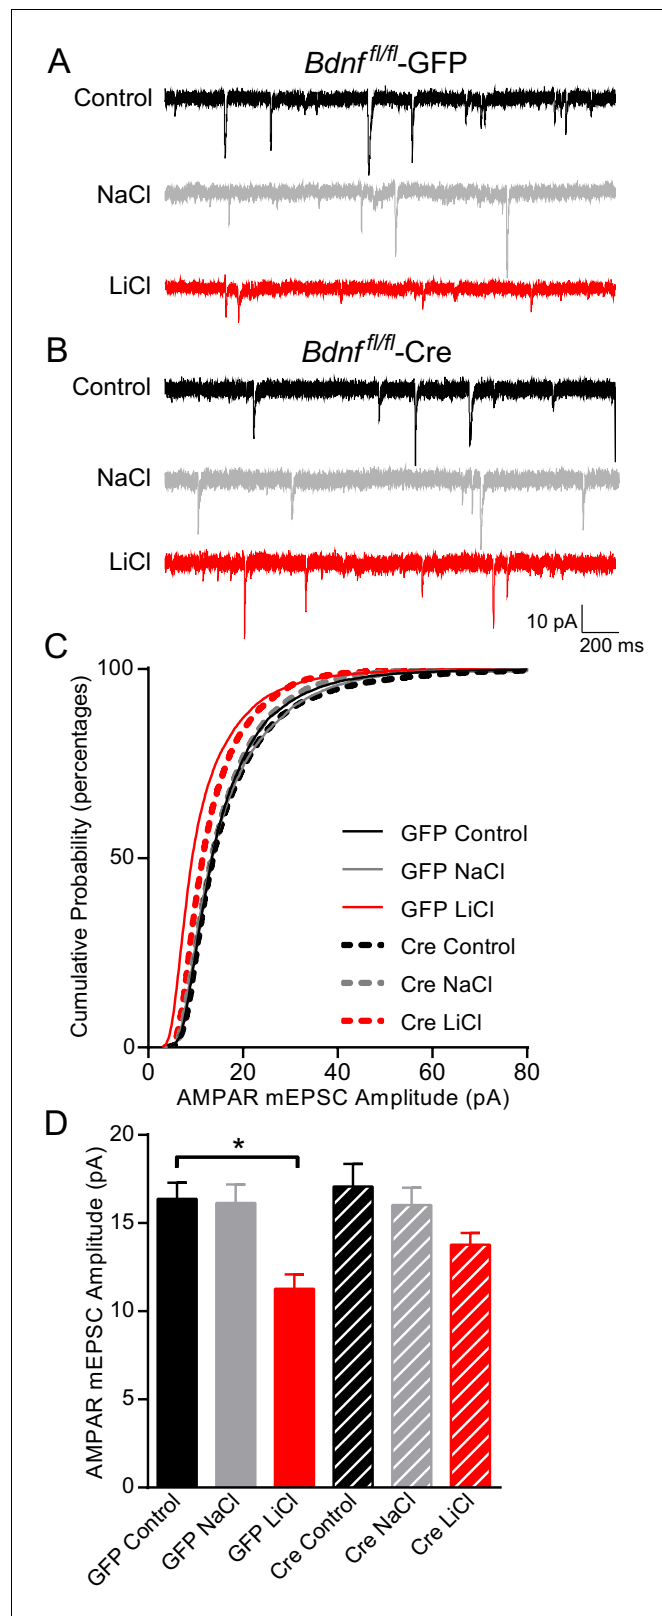 A
Bdnf fl/fl-GFP
Control
NaCl
LiCl
B
Bdnf fl/fl-Cre
Control
NaCl
LiCl
10 pA
200 ms
C
100
50
0
Cumulative Probability (percentages)
GFP Control
GFP NaCl
GFP LiCl
Cre Control
Cre NaCl
Cre LiCl
0 20 40 60 80
AMPAR mEPSC Amplitude (pA)
D
20
15
10
5
0
AMPAR mEPSC Amplitude (pA)
*
GFP Control
GFP NaCl
GFP LiCl
Cre Control
Cre NaCl
Cre LiCl